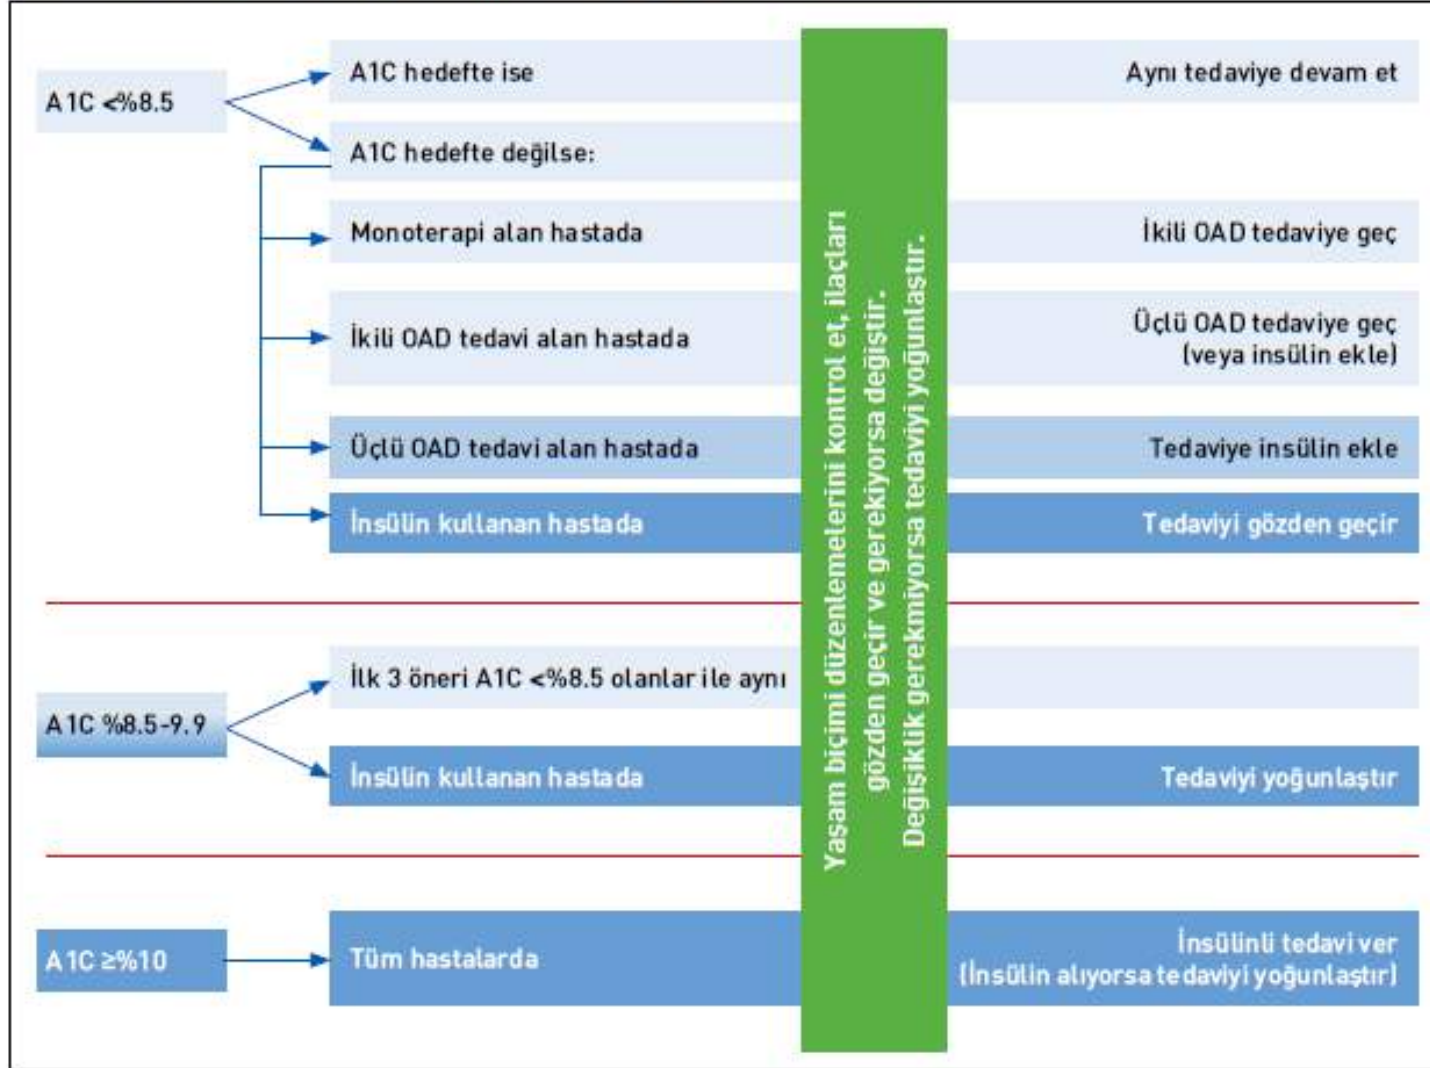 A1C <%8.5
A1C hedefte ise
Aynı tedaviye devam et
A1C hedefte değilse:
Monoterapi alan hastada
İkili OAD tedaviye geç
İkili OAD tedavi alan hastada
Üçlü OAD tedaviye geç
(veya insülin ekle)
Üçlü OAD tedavi alan hastada
Tedaviye insülin ekle
İnsülin kullanan hastada
Tedaviyi gözden geçir
Yaşam biçimi düzenlemelerini kontrol et, ilaçları
gözden geçir ve gerekiyorsa değiştir.
Değişiklik gerekmiyorsa tedaviyi yoğunlaştır.
A1C %8.5-9.9
İlk 3 öneri A1C <%8.5 olanlar ile aynı
İnsülin kullanan hastada
Tedaviyi yoğunlaştır
A1C ≥%10
Tüm hastalarda
İnsülinli tedavi ver
(İnsülin alıyorsa tedaviyi yoğunlaştır)